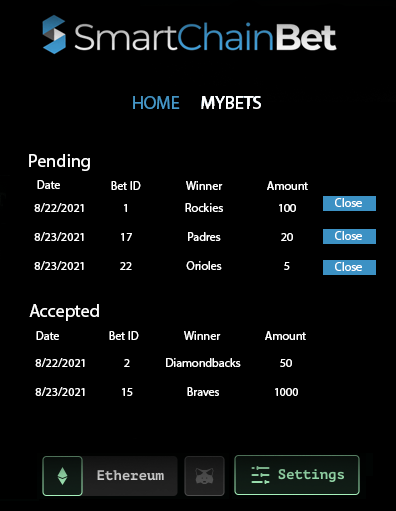 SmartChainBet
HOME MYBETS
Pending
Date Bet ID Winner Amount
8/22/2021 1 Rockies 100 Close
8/23/2021 17 Padres 20 Close
8/23/2021 22 Orioles 5 Close
Accepted
Date Bet ID Winner Amount
8/22/2021 2 Diamondbacks 50
8/23/2021 15 Braves 1000
Ethereum Settings